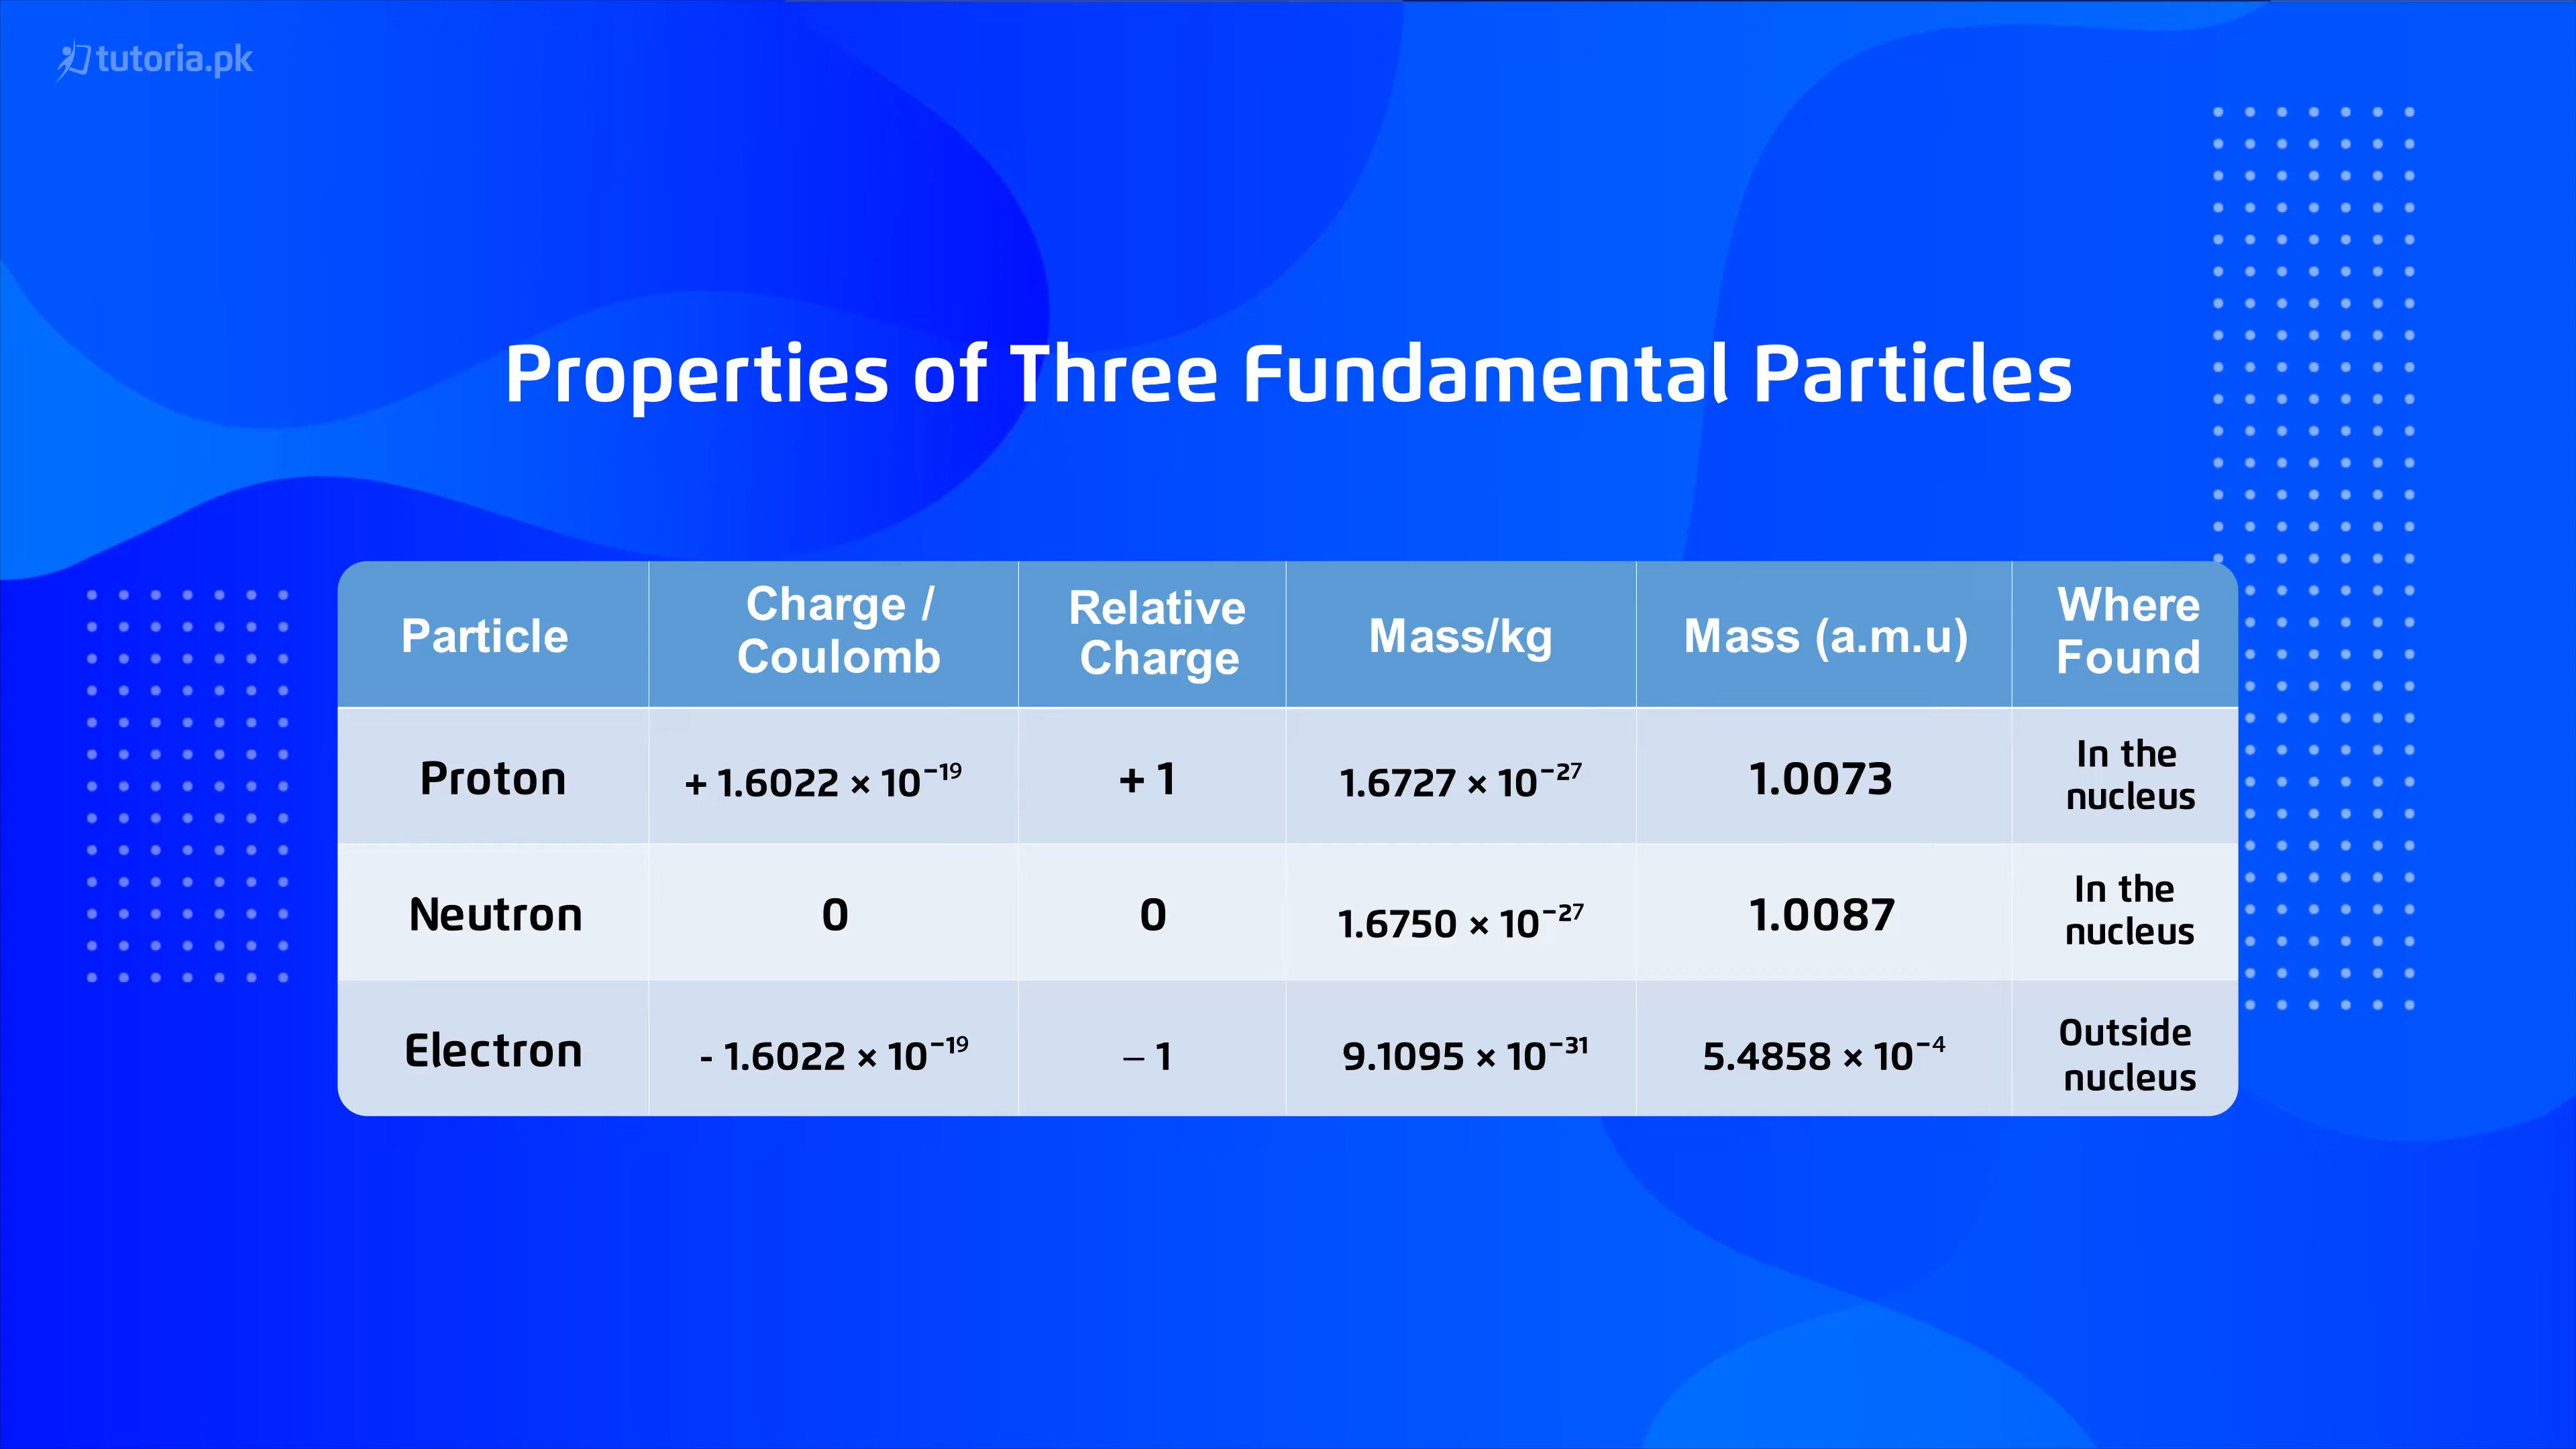 tutoria.pk
Properties of Three Fundamental Particles
Particle
Charge /
Coulomb
Relative
Charge
Mass/kg
Mass (a.m.u)
Where
Found
Proton
+ 1.6022 × 10⁻¹⁹
+ 1
1.6727 × 10⁻²⁷
1.0073
In the
nucleus
Neutron
0
0
1.6750 × 10⁻²⁷
1.0087
In the
nucleus
Electron
- 1.6022 × 10⁻¹⁹
– 1
9.1095 × 10⁻³¹
5.4858 × 10⁻⁴
Outside
nucleus